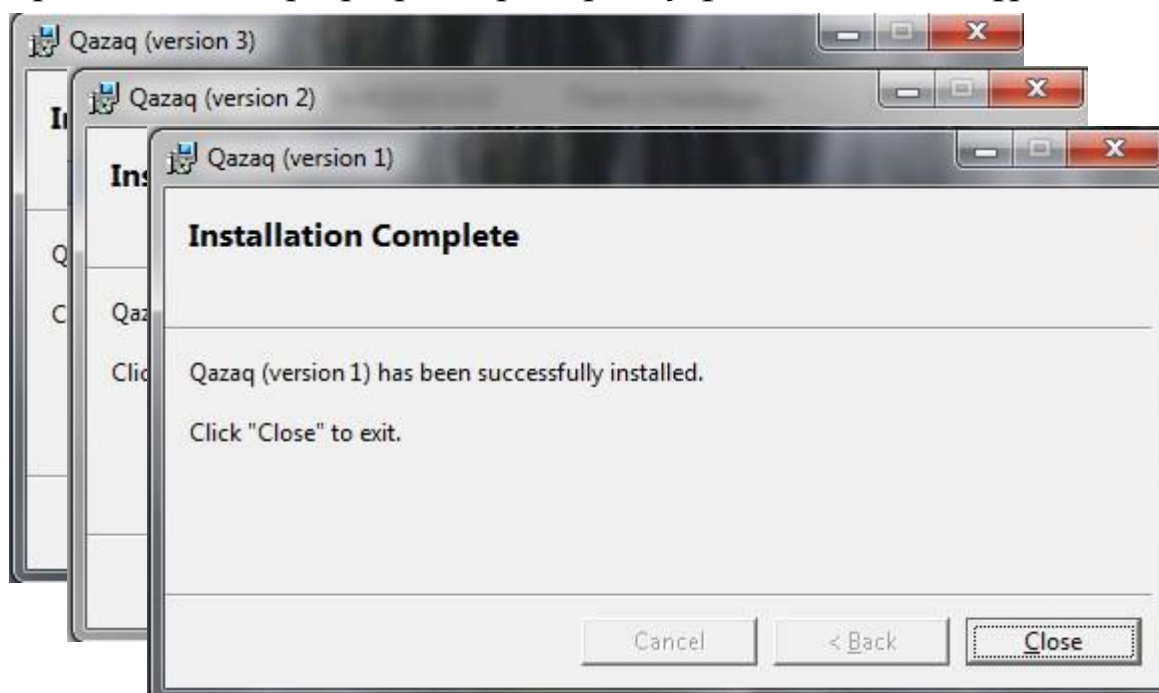 Qazaq (version 3)
Qazaq (version 2)
Qazaq (version 1)
Installation Complete
Qazaq (version 1) has been successfully installed.
Click "Close" to exit.
Cancel
< Back
Close